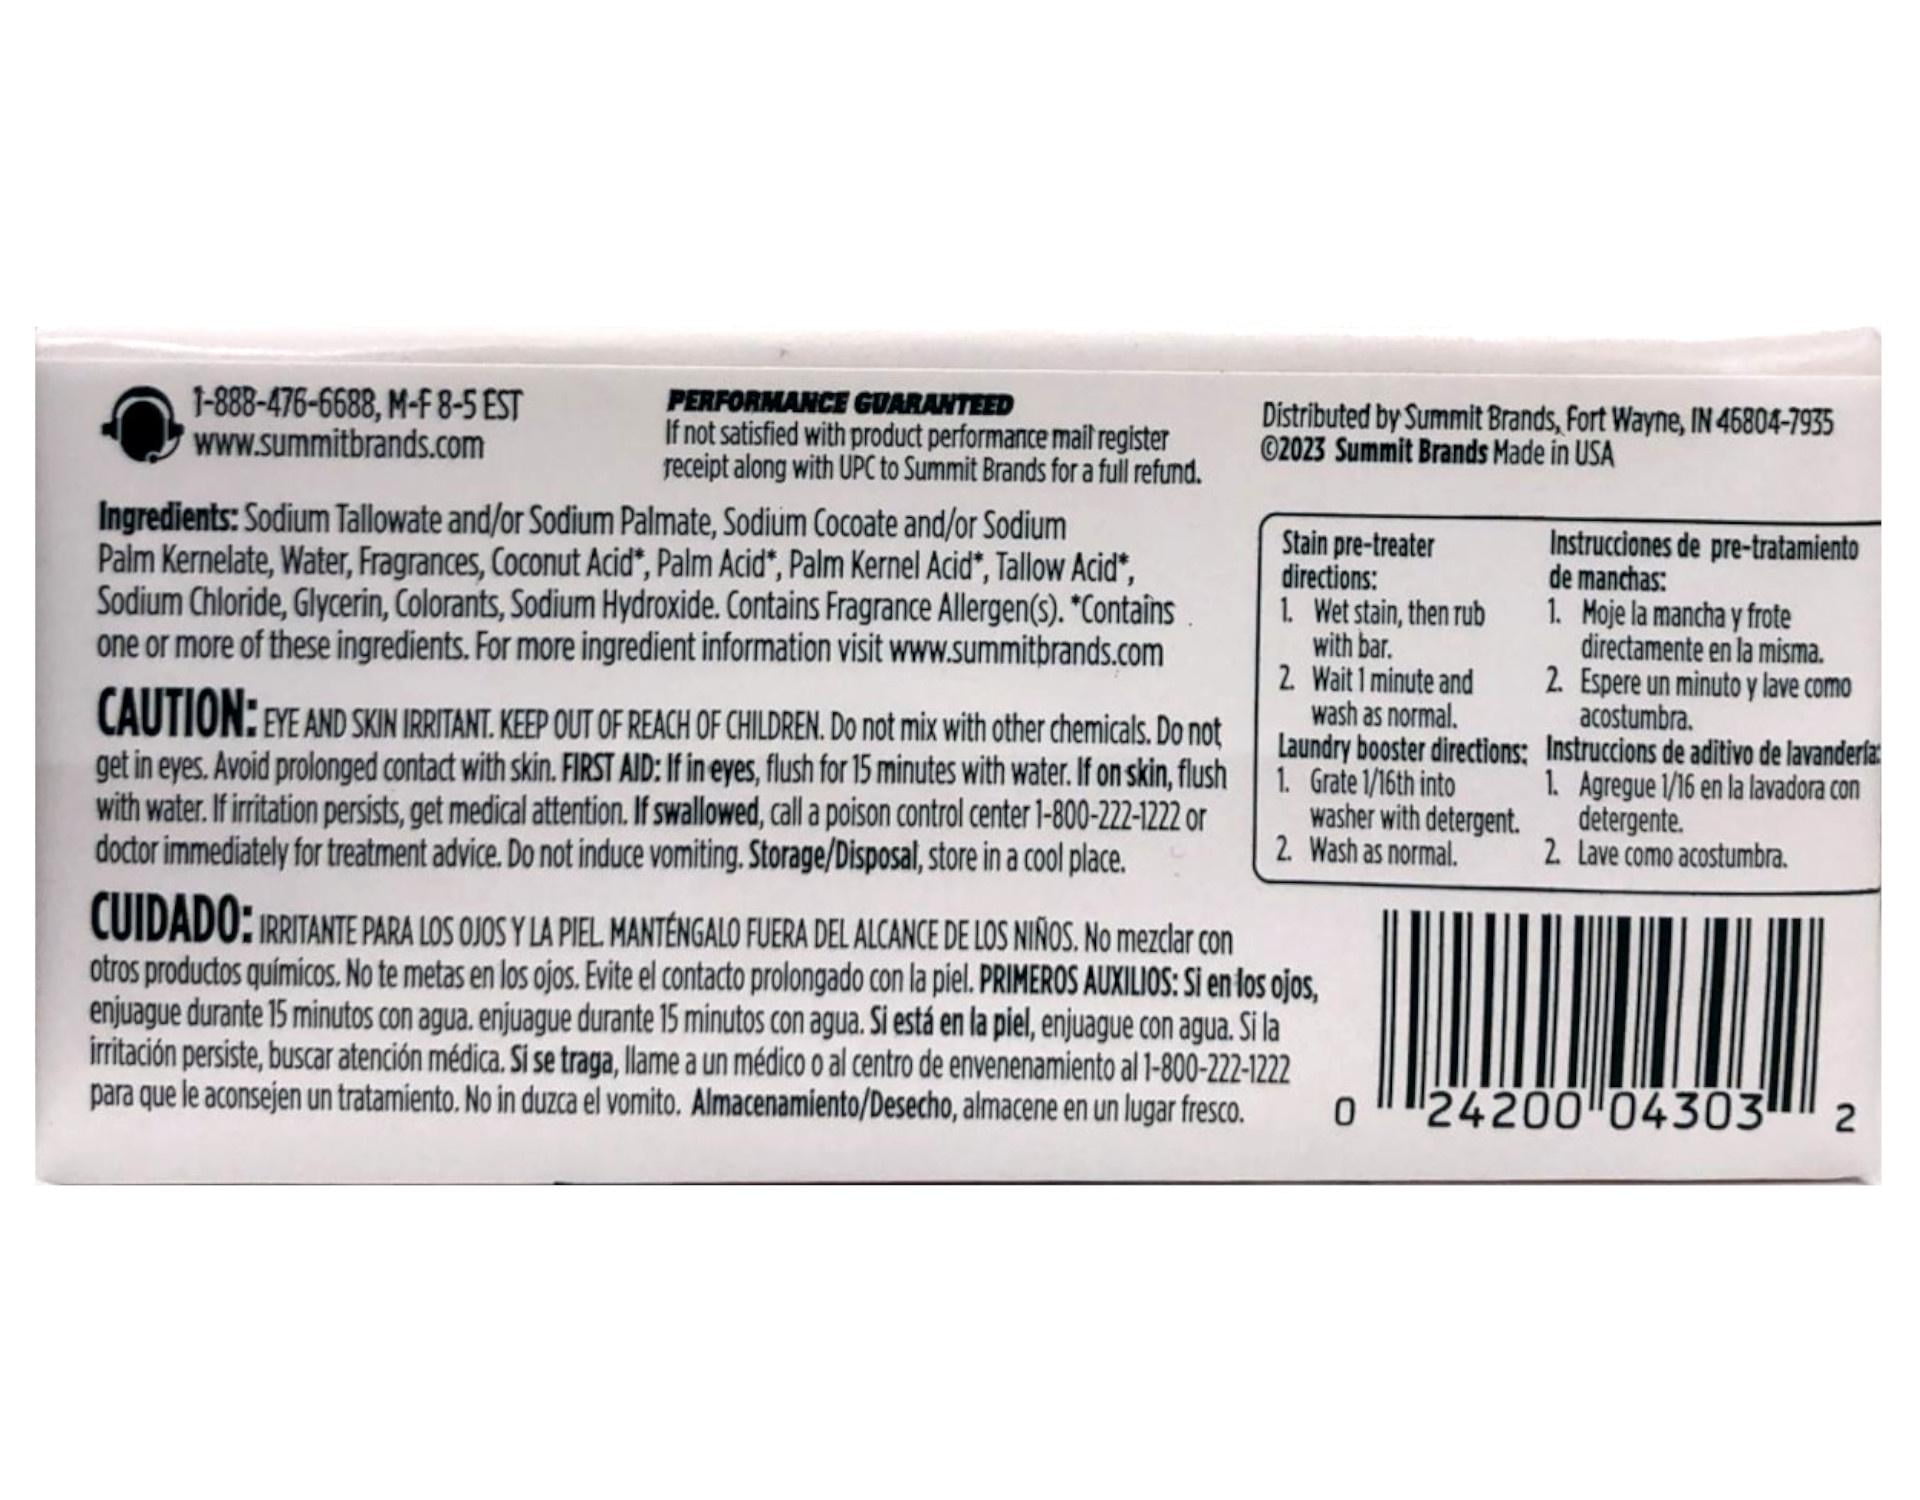 1-888-476-6688, M-F 8-5 EST
www.summitbrands.com
PERFORMANCE GUARANTEED
If not satisfied with product performance mail register
receipt along with UPC to Summit Brands for a full refund.
Distributed by Summit Brands, Fort Wayne, IN 46804-7935
©2023 Summit Brands Made in USA
Ingredients: Sodium Tallowate and/or Sodium Palmate, Sodium Cocoate and/or Sodium
Palm Kernelate, Water, Fragrances, Coconut Acid*, Palm Acid*, Palm Kernel Acid*, Tallow Acid*,
Sodium Chloride, Glycerin, Colorants, Sodium Hydroxide. Contains Fragrance Allergen(s). *Contains
one or more of these ingredients. For more ingredient information visit www.summitbrands.com
CAUTION: EYE AND SKIN IRRITANT. KEEP OUT OF REACH OF CHILDREN. Do not mix with other chemicals. Do not
get in eyes. Avoid prolonged contact with skin. FIRST AID: If in eyes, flush for 15 minutes with water. If on skin, flush
with water. If irritation persists, get medical attention. If swallowed, call a poison control center 1-800-222-1222 or
doctor immediately for treatment advice. Do not induce vomiting. Storage/Disposal, store in a cool place.
CUIDADO: IRRITANTE PARA LOS OJOS Y LA PIEL. MANTÉNGALO FUERA DEL ALCANCE DE LOS NIÑOS. No mezclar con
otros productos químicos. No te metas en los ojos. Evite el contacto prolongado con la piel. PRIMEROS AUXILIOS: Si en los ojos,
enjuague durante 15 minutos con agua. enjuague durante 15 minutos con agua. Si está en la piel, enjuague con agua. Si la
irritación persiste, buscar atención médica. Si se traga, llame a un médico o al centro de envenenamiento al 1-800-222-1222
para que le aconsejen un tratamiento. No in duzca el vomito. Almacenamiento/Desecho, almacene en un lugar fresco.
Stain pre-treater
directions:
1. Wet stain, then rub
with bar.
2. Wait 1 minute and
wash as normal.
Laundry booster directions:
1. Grate 1/16th into
washer with detergent.
2. Wash as normal.
Instrucciones de pre-tratamiento
de manchas:
1. Moje la mancha y frote
directamente en la misma.
2. Espere un minuto y lave como
acostumbra.
Instruccions de aditivo de lavandería:
1. Agregue 1/16 en la lavadora con
detergente.
2. Lave como acostumbra.
0 24200 04303 2